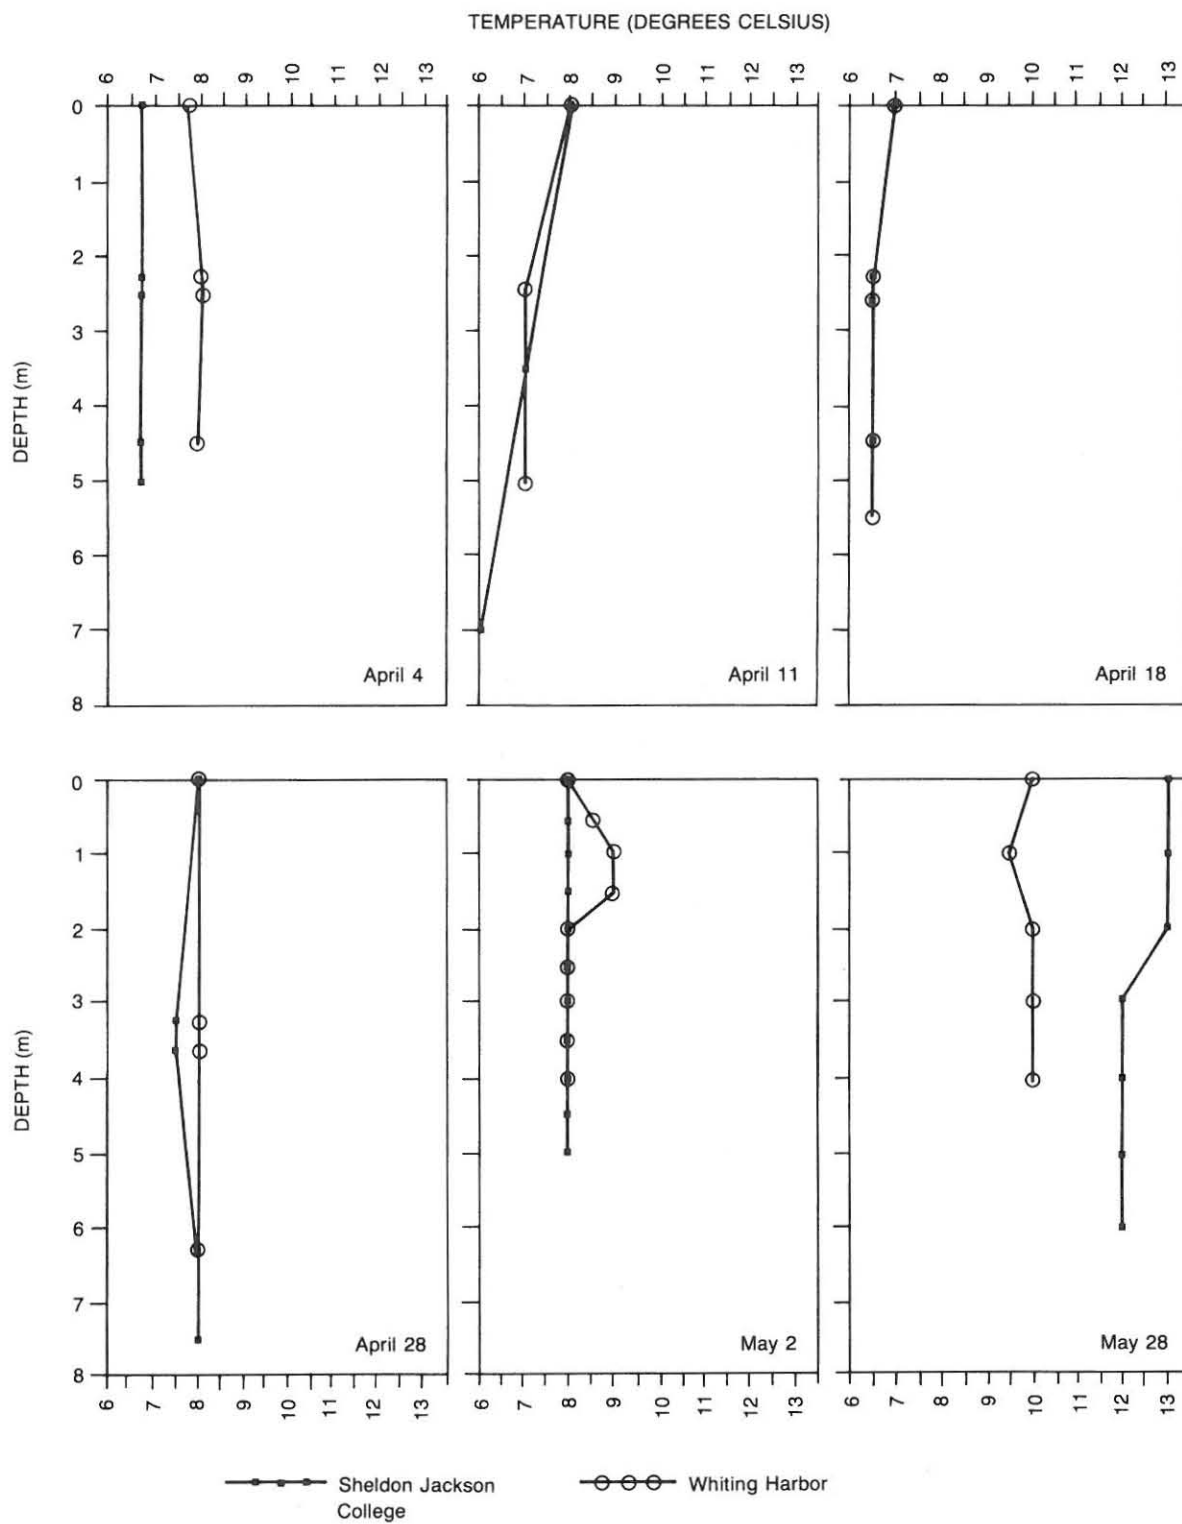 TEMPERATURE (DEGREES CELSIUS)
6 7 8 9 10 11 12 13 6 7 8 9 10 11 12 13 6 7 8 9 10 11 12 13
0
1
2
3
4
5
6
7
8
DEPTH (m)
April 4 April 11 April 18
0
1
2
3
4
5
6
7
8
DEPTH (m)
April 28 May 2 May 28
6 7 8 9 10 11 12 13 6 7 8 9 10 11 12 13 6 7 8 9 10 11 12 13
Sheldon Jackson Whiting Harbor
College